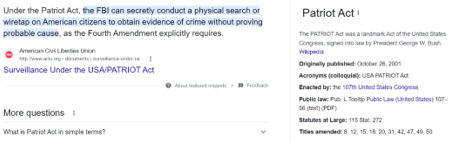 Under the Patriot Act, the FBI can secretly conduct a physical search or
wiretap on American citizens to obtain evidence of crime without proving
probable cause, as the Fourth Amendment explicitly requires.
American Civil Liberties Union
http://www.aclu.org › documents › surveillance-under-us...
Surveillance Under the USA/PATRIOT Act
About featured snippets
Feedback
More questions
What is Patriot Act in simple terms?
Patriot Act
The PATRIOT Act was a landmark Act of the United States
Congress, signed into law by President George W. Bush.
Wikipedia
Originally published: October 26, 2001
Acronyms (colloquial): USA PATRIOT Act
Enacted by: the 107th United States Congress
Public law: Pub. L.Tooltip Public Law (United States) 107–
56 (text) (PDF)
Statutes at Large: 115 Stat. 272
Titles amended: 8, 12, 15, 18, 20, 31, 42, 47, 49, 50